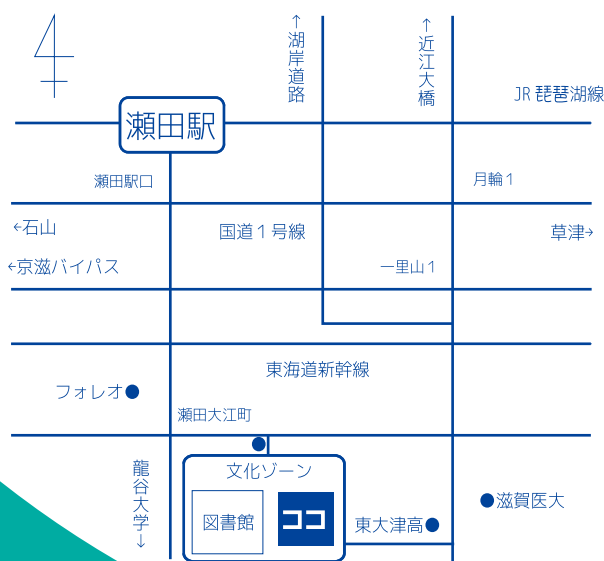 ↑湖岸道路
↑近江大橋
JR 琵琶湖線
瀬田駅
瀬田駅口
月輪1
←石山
国道1号線
草津→
←京滋バイパス
一里山1
東海道新幹線
フォレオ●
瀬田大江町
龍谷大学↓
文化ゾーン
図書館
ココ
東大津高●
●滋賀医大